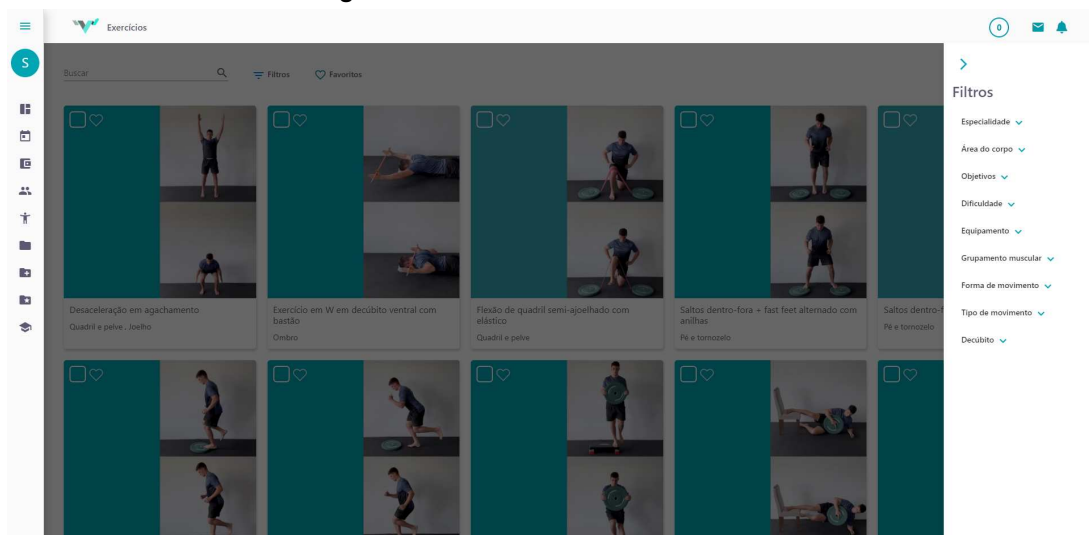 Exercícios
0
S
Buscar
Filtros
Favoritos
Desaceleração em agachamento
Quadril e pelve , Joelho
Exercício em W em decúbito ventral com
bastão
Ombro
Flexão de quadril semi-ajoelhado com
elástico
Quadril e pelve
Saltos dentro-fora + fast feet alternado com
anilhas
Pé e tornozelo
Saltos dentro-f
Pé e tornozelo
Filtros
Especialidade
Área do corpo
Objetivos
Dificuldade
Equipamento
Grupamento muscular
Forma de movimento
Tipo de movimento
Decúbito